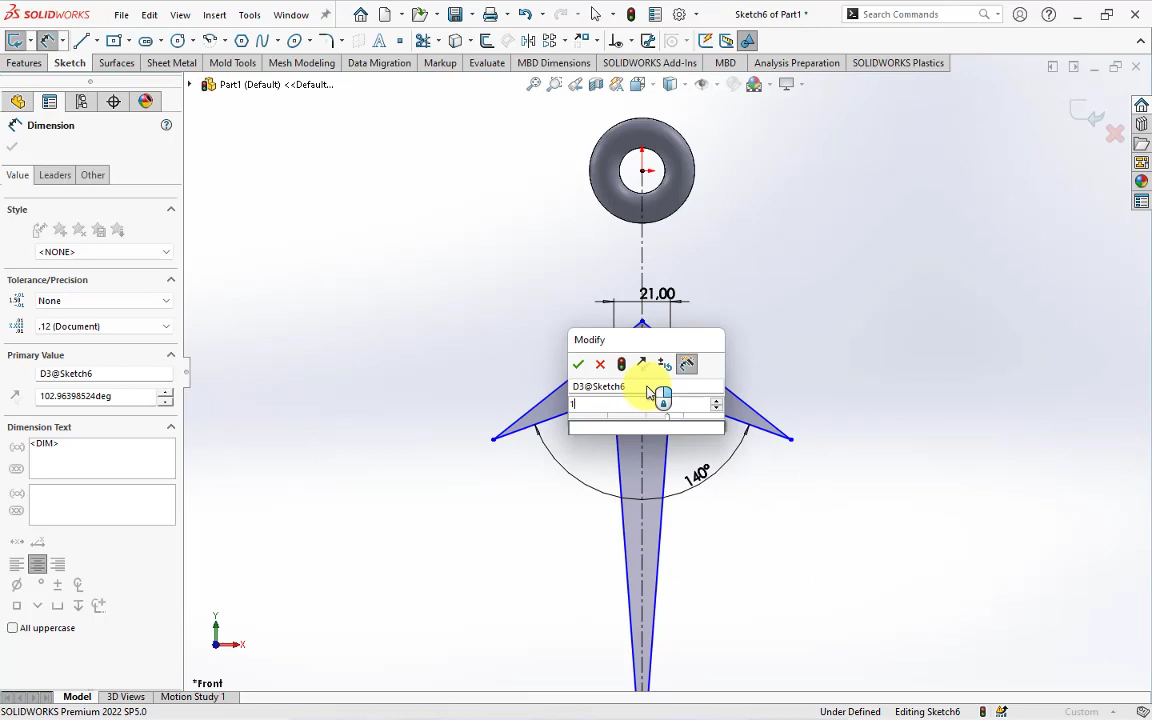 SOLIDWORKS
File
Edit
View
Insert
Tools
Window
Sketch6 of Part1 *
Search Commands
Features
Sketch
Surfaces
Sheet Metal
Mold Tools
Mesh Modeling
Data Migration
Markup
Evaluate
MBD Dimensions
SOLIDWORKS Add-Ins
MBD
Analysis Preparation
SOLIDWORKS Plastics
Part1 (Default) <<Default...
Dimension
Value
Leaders
Other
Style
<NONE>
Tolerance/Precision
None
.12 (Document)
Primary Value
D3@Sketch6
102.96398524deg
Dimension Text
<DIM>
All uppercase
21,00
Modify
D3@Sketch6
1
140°
Y
X
*Front
Model
3D Views
Motion Study 1
SOLIDWORKS Premium 2022 SP5.0
Under Defined
Editing Sketch6
Custom